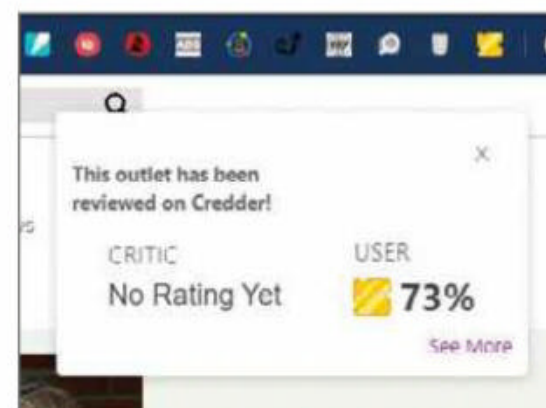 This outlet has been
reviewed on Credder!
CRITIC
USER
No Rating Yet
73%
See More